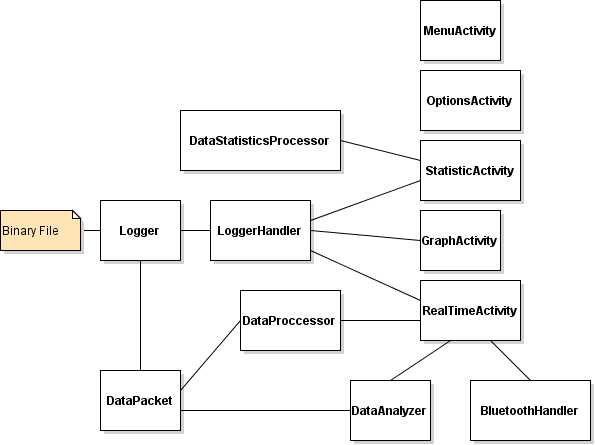 MenuActivity
OptionsActivity
DataStatisticsProcessor
StatisticActivity
Binary File
Logger
LoggerHandler
GraphActivity
DataProccessor
RealTimeActivity
DataPacket
DataAnalyzer
BluetoothHandler